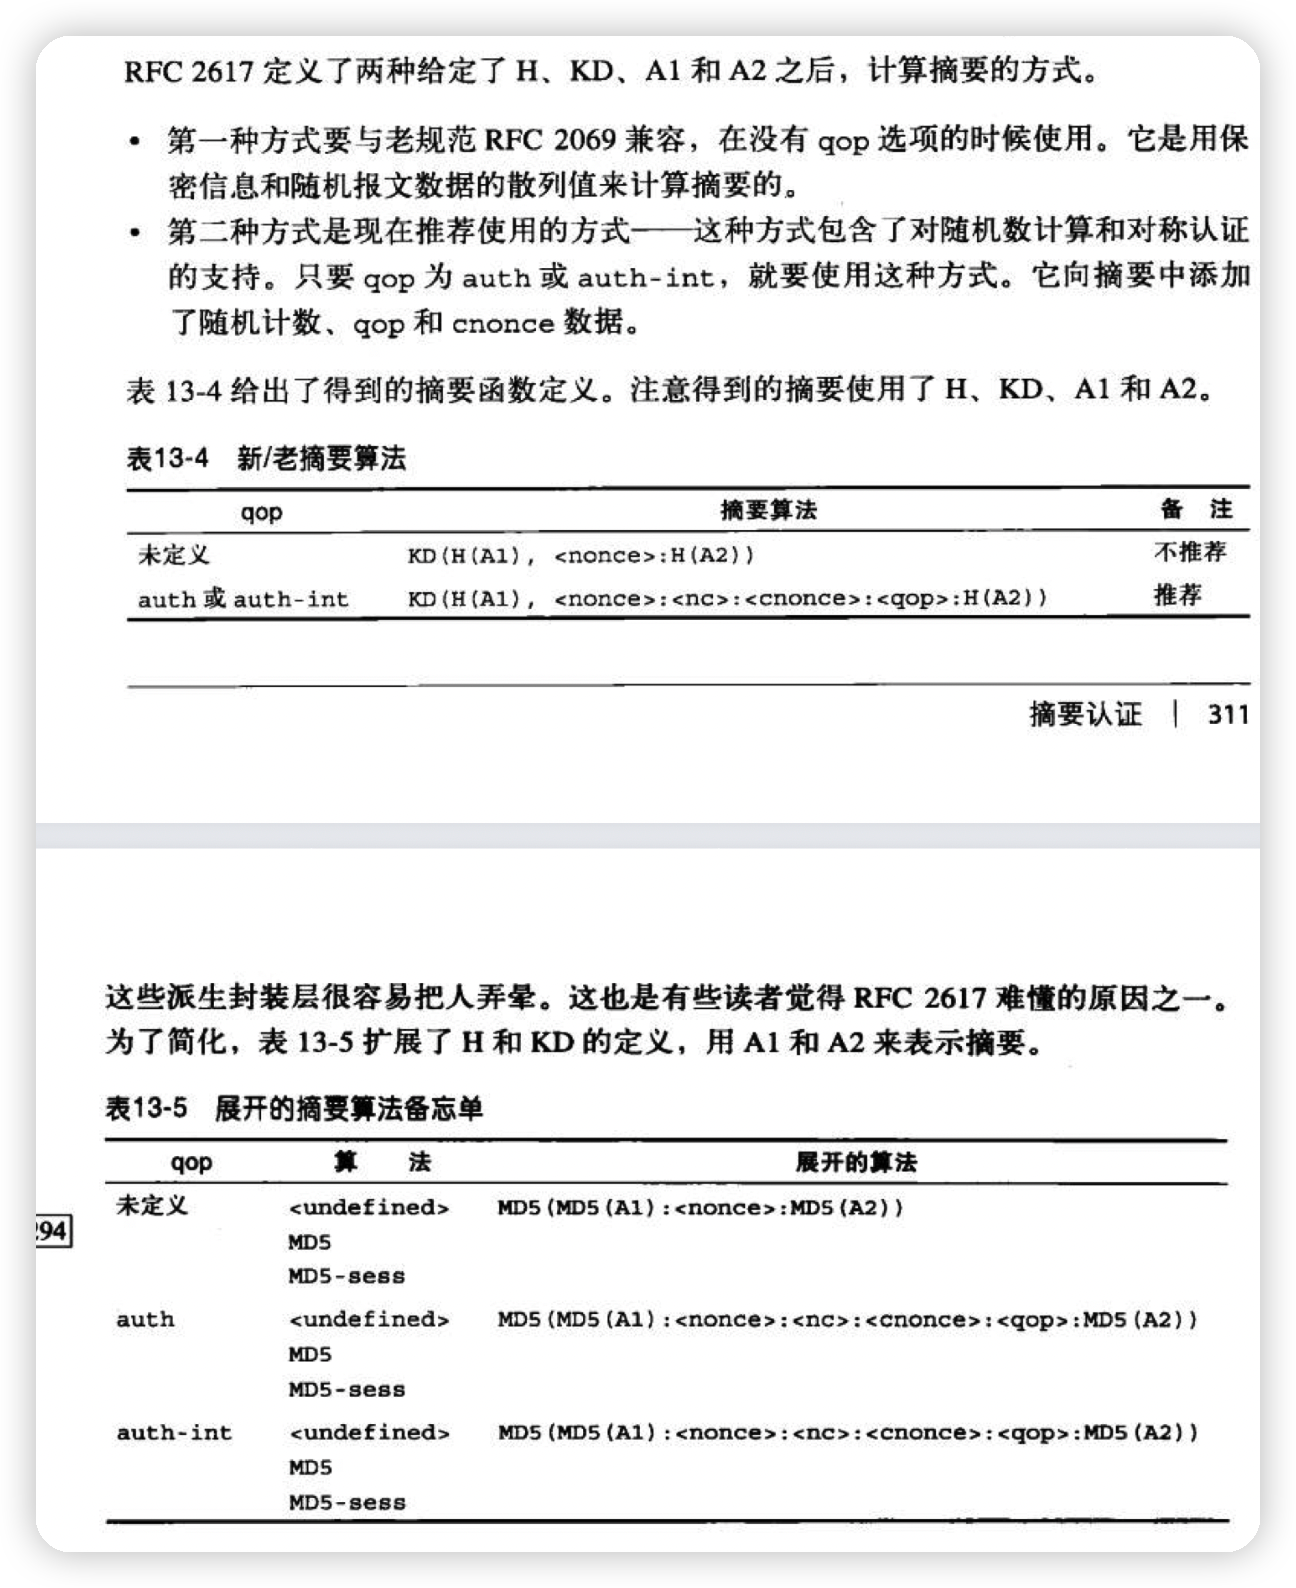 RFC 2617 定义了两种给定了 H、KD、A1 和 A2 之后，计算摘要的方式。
• 第一种方式要与老规范 RFC 2069 兼容，在没有 qop 选项的时候使用。它是用保
密信息和随机报文数据的散列值来计算摘要的。
• 第二种方式是现在推荐使用的方式——这种方式包含了对随机数计算和对称认证
的支持。只要 qop 为 auth 或 auth-int，就要使用这种方式。它向摘要中添加
了随机计数、qop 和 cnonce 数据。
表 13-4 给出了得到的摘要函数定义。注意得到的摘要使用了 H、KD、A1 和 A2。
表13-4 新/老摘要算法
qop 摘要算法 备 注
未定义 KD(H(A1), <nonce>:H(A2)) 不推荐
auth 或 auth-int KD(H(A1), <nonce>:<nc>:<cnonce>:<qop>:H(A2)) 推荐
摘要认证 | 311
这些派生封装层很容易把人弄晕。这也是有些读者觉得 RFC 2617 难懂的原因之一。
为了简化，表 13-5 扩展了 H 和 KD 的定义，用 A1 和 A2 来表示摘要。
表13-5 展开的摘要算法备忘单
qop 算 法 展开的算法
未定义 <undefined> MD5(MD5(A1):<nonce>:MD5(A2))
294
MD5
MD5-sess
auth <undefined> MD5(MD5(A1):<nonce>:<nc>:<cnonce>:<qop>:MD5(A2))
MD5
MD5-sess
auth-int <undefined> MD5(MD5(A1):<nonce>:<nc>:<cnonce>:<qop>:MD5(A2))
MD5
MD5-sess